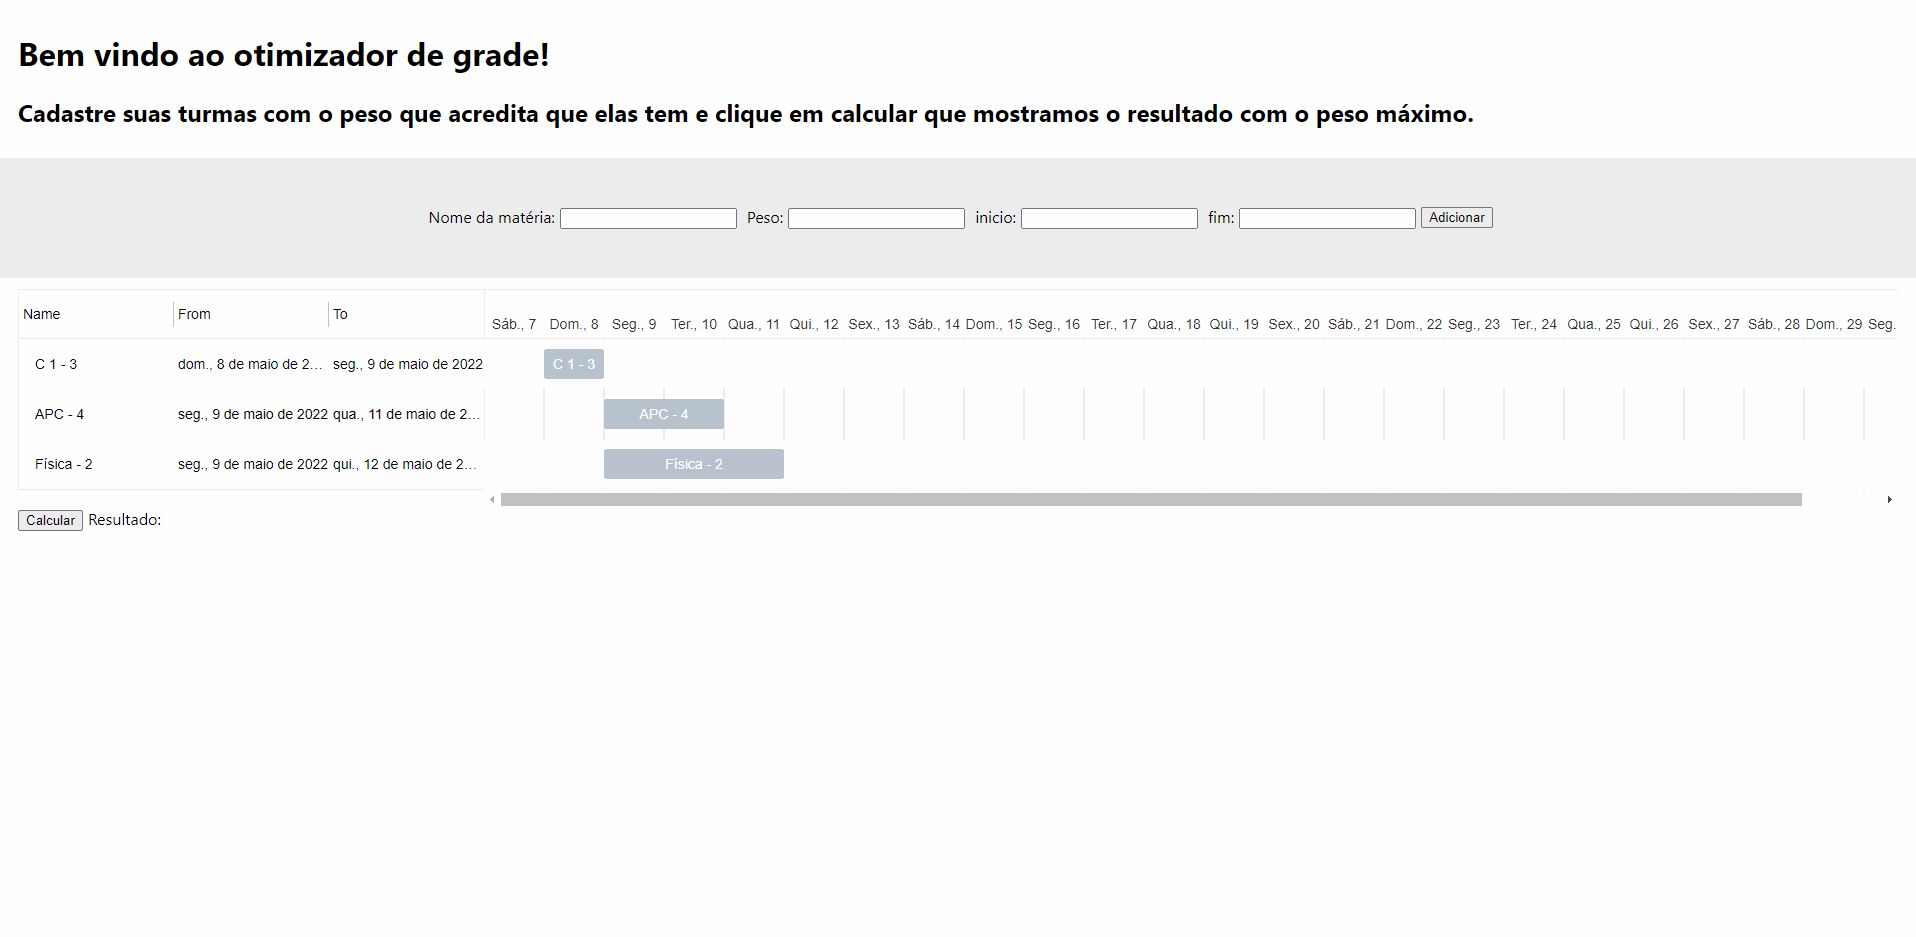 Bem vindo ao otimizador de grade!
Cadastre suas turmas com o peso que acredita que elas tem e clique em calcular que mostramos o resultado com o peso máximo.
Nome da matéria: Peso: inicio: fim: Adicionar
Name From To
Sáb., 7 Dom., 8 Seg., 9 Ter., 10 Qua., 11 Qui., 12 Sex., 13 Sáb., 14 Dom., 15 Seg., 16 Ter., 17 Qua., 18 Qui., 19 Sex., 20 Sáb., 21 Dom., 22 Seg., 23 Ter., 24 Qua., 25 Qui., 26 Sex., 27 Sáb., 28 Dom., 29 Seg.
C 1 - 3 dom., 8 de maio de 2... seg., 9 de maio de 2022 C 1 - 3
APC - 4 seg., 9 de maio de 2022 qua., 11 de maio de 2... APC - 4
Física - 2 seg., 9 de maio de 2022 qui., 12 de maio de 2... Física - 2
Calcular Resultado: